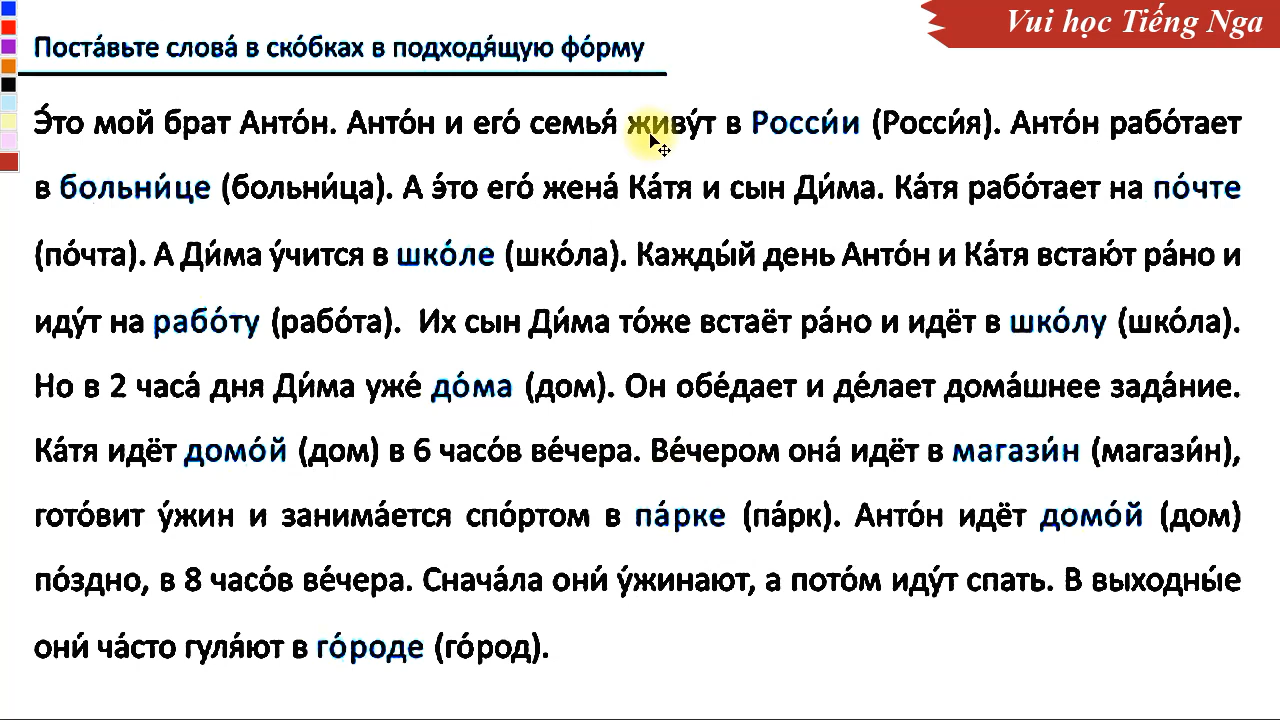 Vui học Tiếng Nga
Поста́вьте слова́ в ско́бках в подходя́щую фо́рму
Э́то мой брат Анто́н. Анто́н и его́ семья́ живу́т в Росси́и (Росси́я). Анто́н рабо́тает
в больни́це (больни́ца). А э́то его́ жена́ Ка́тя и сын Ди́ма. Ка́тя рабо́тает на по́чте
(по́чта). А Ди́ма у́чится в шко́ле (шко́ла). Кажды́й день Анто́н и Ка́тя встаю́т ра́но и
иду́т на рабо́ту (рабо́та). Их сын Ди́ма то́же встаёт ра́но и идёт в шко́лу (шко́ла).
Но в 2 часа́ дня Ди́ма уже́ до́ма (дом). Он обе́дает и де́лает дома́шнее зада́ние.
Ка́тя идёт домо́й (дом) в 6 часо́в ве́чера. Ве́чером она́ идёт в магази́н (магази́н),
гото́вит у́жин и занима́ется спо́ртом в па́рке (па́рк). Анто́н идёт домо́й (дом)
по́здно, в 8 часо́в ве́чера. Снача́ла они́ у́жинают, а пото́м иду́т спать. В выходны́е
они́ ча́сто гуля́ют в го́роде (го́род).